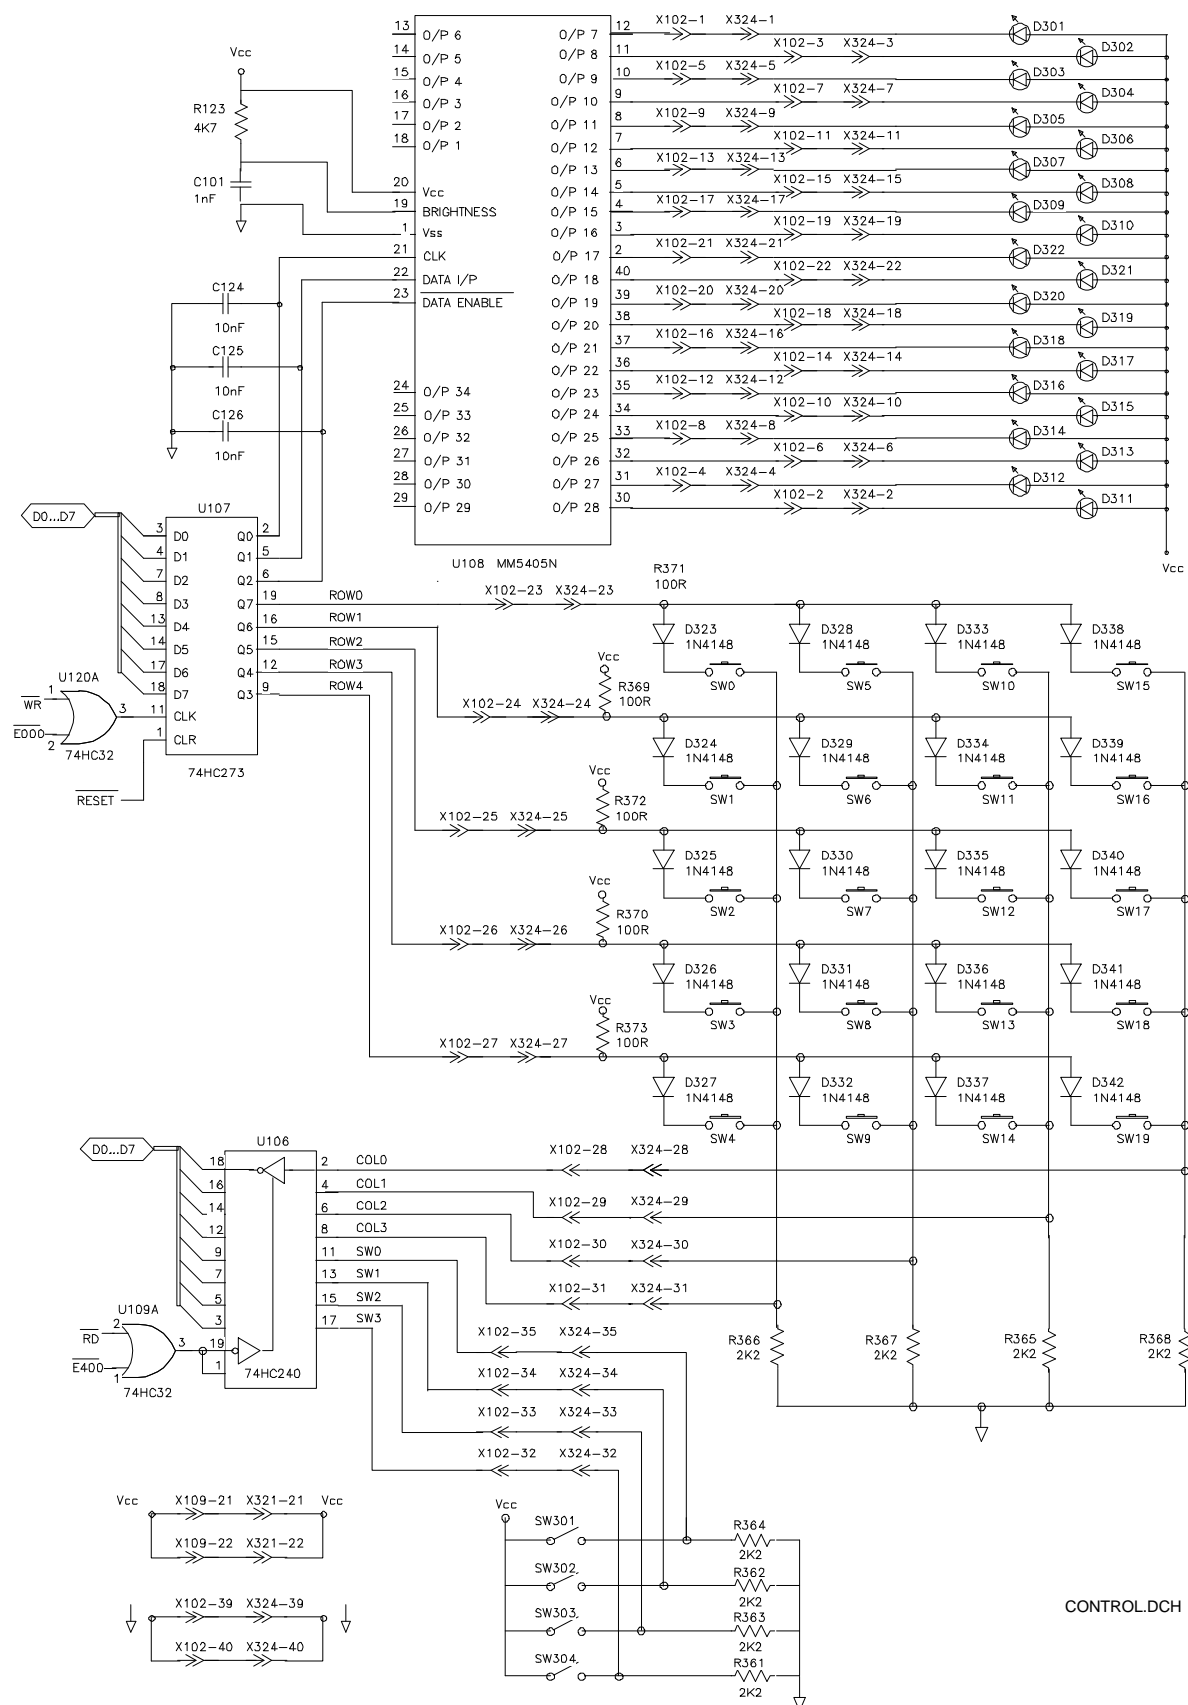 13 O/P 6 O/P 7 12 X102-1 X324-1 D301
14 O/P 5 O/P 8 11 X102-3 X324-3 D302
15 O/P 4 O/P 9 10 X102-5 X324-5 D303
16 O/P 3 O/P 10 9 X102-7 X324-7 D304
17 O/P 2 O/P 11 8 X102-9 X324-9 D305
18 O/P 1 O/P 12 7 X102-11 X324-11 D306
O/P 13 6 X102-13 X324-13 D307
Vcc
R123
4K7
C101
1nF
20 Vcc O/P 14 5 X102-15 X324-15 D308
19 BRIGHTNESS O/P 15 4 X102-17 X324-17 D309
1 Vss O/P 16 3 X102-19 X324-19 D310
21 CLK O/P 17 2 X102-21 X324-21 D322
22 DATA I/P O/P 18 40 X102-22 X324-22 D321
23 DATA ENABLE O/P 19 39 X102-20 X324-20 D320
O/P 20 38 X102-18 X324-18 D319
O/P 21 37 X102-16 X324-16 D318
O/P 22 36 X102-14 X324-14 D317
24 O/P 34 O/P 23 35 X102-12 X324-12 D316
25 O/P 33 O/P 24 34 X102-10 X324-10 D315
26 O/P 32 O/P 25 33 X102-8 X324-8 D314
27 O/P 31 O/P 26 32 X102-6 X324-6 D313
28 O/P 30 O/P 27 31 X102-4 X324-4 D312
29 O/P 29 O/P 28 30 X102-2 X324-2 D311
C124
10nF
C125
10nF
C126
10nF
U108 MM5405N
Vcc
D0...D7
U107
3 D0 Q0 2
4 D1 Q1 5
7 D2 Q2 6
8 D3 Q7 19 ROW0
13 D4 Q6 16 ROW1
14 D5 Q5 15 ROW2
17 D6 Q4 12 ROW3
18 D7 Q3 9 ROW4
11 CLK
1 CLR
74HC273
U120A
1 WR
3
E000
2
74HC32
RESET
X102-23 X324-23
R371
100R
D323 D328 D333 D338
1N4148 1N4148 1N4148 1N4148
SW0 SW5 SW10 SW15
Vcc
R369
100R
X102-24 X324-24
D324 D329 D334 D339
1N4148 1N4148 1N4148 1N4148
SW1 SW6 SW11 SW16
Vcc
R372
100R
X102-25 X324-25
D325 D330 D335 D340
1N4148 1N4148 1N4148 1N4148
SW2 SW7 SW12 SW17
Vcc
R370
100R
X102-26 X324-26
D326 D331 D336 D341
1N4148 1N4148 1N4148 1N4148
SW3 SW8 SW13 SW18
Vcc
R373
100R
X102-27 X324-27
D327 D332 D337 D342
1N4148 1N4148 1N4148 1N4148
SW4 SW9 SW14 SW19
D0...D7
U106
18 2 COL0 X102-28 X324-28
16 4 COL1 X102-29 X324-29
14 6 COL2 X102-30 X324-30
12 8 COL3 X102-31 X324-31
9 11 SW0 X102-35 X324-35
7 13 SW1 X102-34 X324-34
5 15 SW2 X102-33 X324-33
3 17 SW3 X102-32 X324-32
19
1
74HC240
U109A
2
RD
3
E400
1
74HC32
R366 R367 R365 R368
2K2 2K2 2K2 2K2
Vcc X109-21 X321-21 Vcc
X109-22 X321-22
X102-39 X324-39
X102-40 X324-40
Vcc
SW301 R364
2K2
SW302 R362
2K2
SW303 R363
2K2
SW304 R361
2K2
CONTROL.DCH